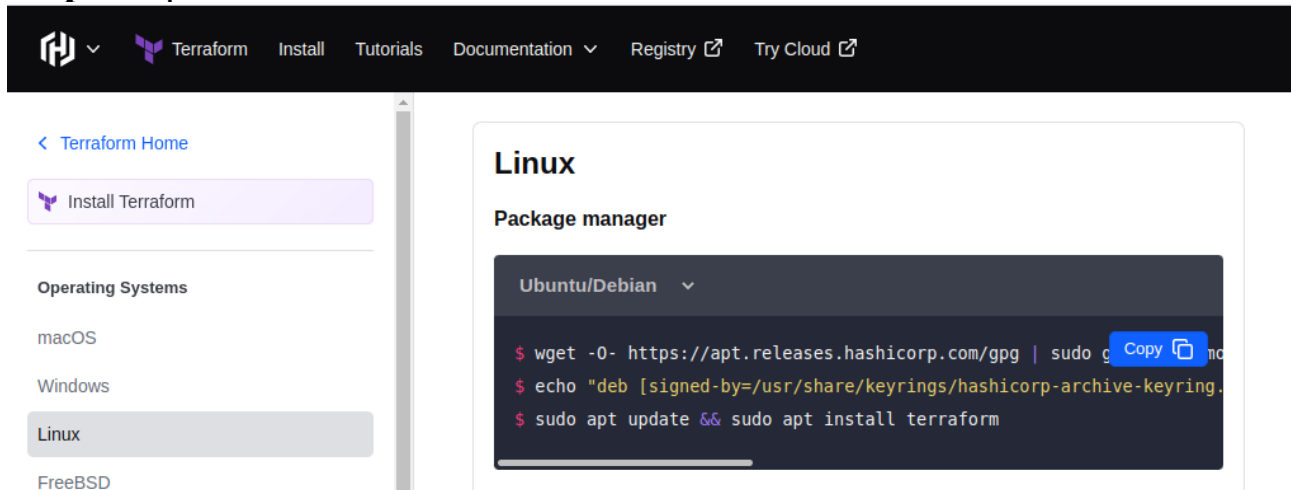 Terraform Install Tutorials Documentation Registry Try Cloud
Terraform Home
Install Terraform
Operating Systems
macOS
Windows
Linux
FreeBSD
Linux
Package manager
Ubuntu/Debian
$ wget -O- https://apt.releases.hashicorp.com/gpg | sudo
Copy
$ echo "deb [signed-by=/usr/share/keyrings/hashicorp-archive-keyring.
$ sudo apt update && sudo apt install terraform